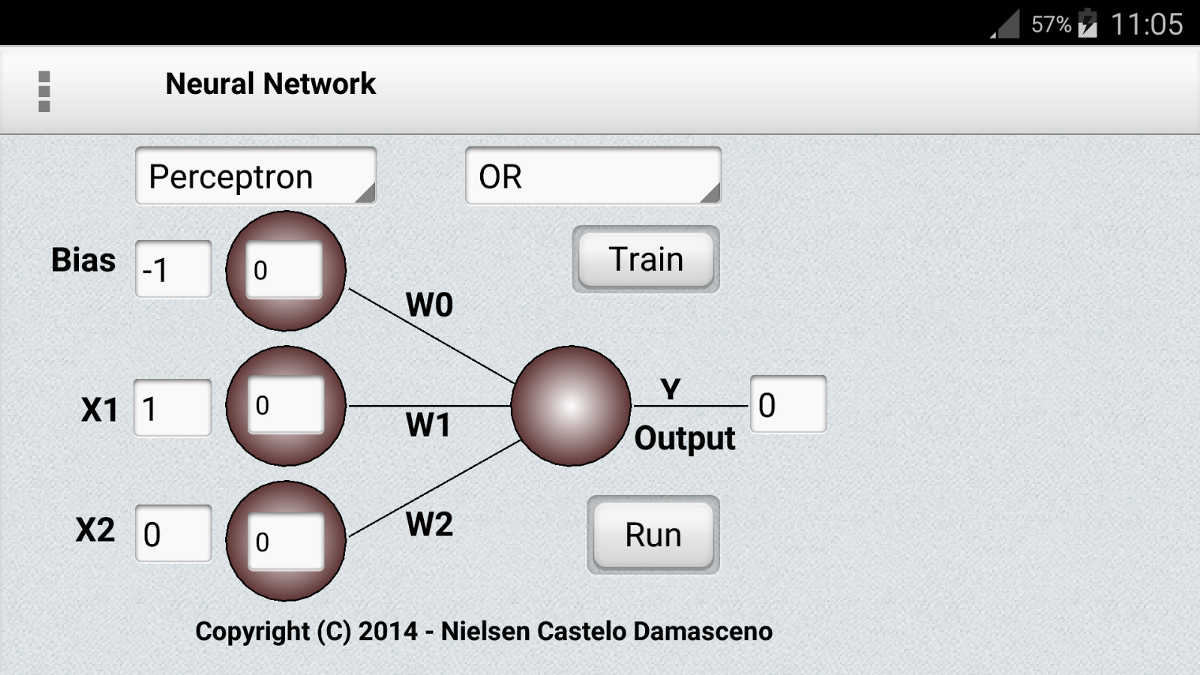 57% 11:05
Neural Network
Perceptron OR
Bias -1 0 Train
W0
X1 1 0 W1 Y 0
Output
X2 0 0 W2 Run
Copyright (C) 2014 - Nielsen Castelo Damasceno